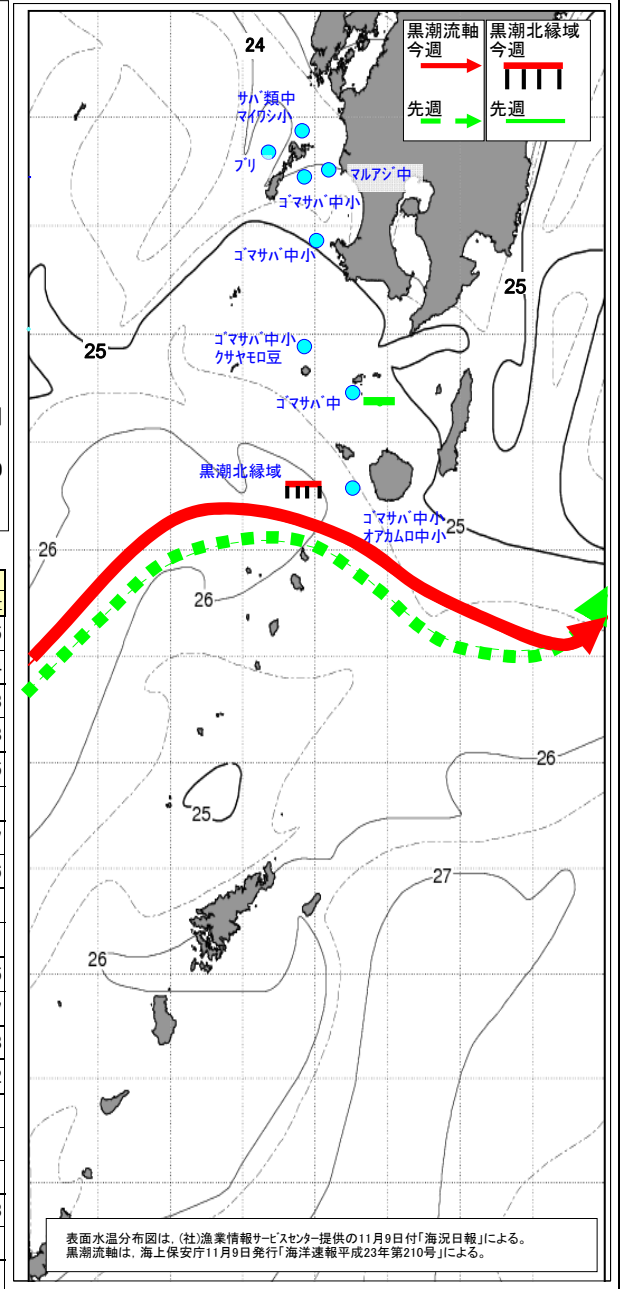 黒潮流軸
今週
先週
黒潮北縁域
今週
先週
24
サバ類中
マイワシ小
ブリ
マルアジ中
ゴマサバ中小
ゴマサバ中小
25
25
ゴマサバ中小
クサヤモロ豆
ゴマサバ中
黒潮北縁域
ゴマサバ中小
オアカムロ中小
25
26
26
26
25
27
26
表面水温分布図は, (社)漁業情報サービスセンター提供の11月9日付「海況日報」による。
黒潮流軸は, 海上保安庁11月9日発行「海洋速報平成23年第210号」による。